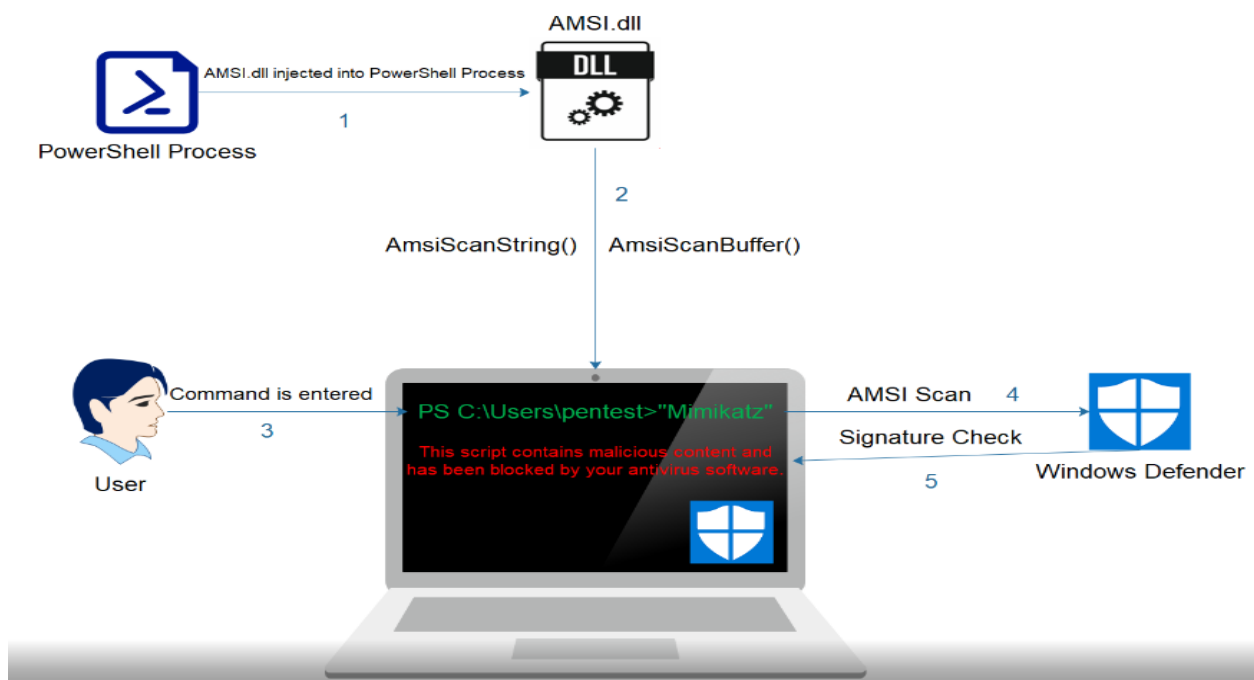 AMSI.dll
DLL
AMSI.dll injected into PowerShell Process
1
PowerShell Process
2
AmsiScanString()
AmsiScanBuffer()
Command is entered
3
User
PS C:\Users\pentest>"Mimikatz"
This script contains malicious content and
has been blocked by your antivirus software.
AMSI Scan
4
Signature Check
5
Windows Defender